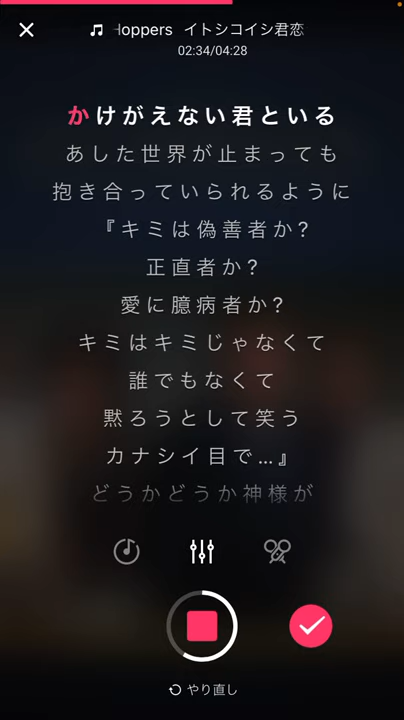 oppers イトシコイシ君恋
02:34/04:28
かけがえない君といる
あした世界が止まっても
抱き合っていられるように
『キミは偽善者か?
正直者か?
愛に臆病者か?
キミはキミじゃなくて
誰でもなくて
黙ろうとして笑う
カナシイ目で…』
どうかどうか神様が
やり直し